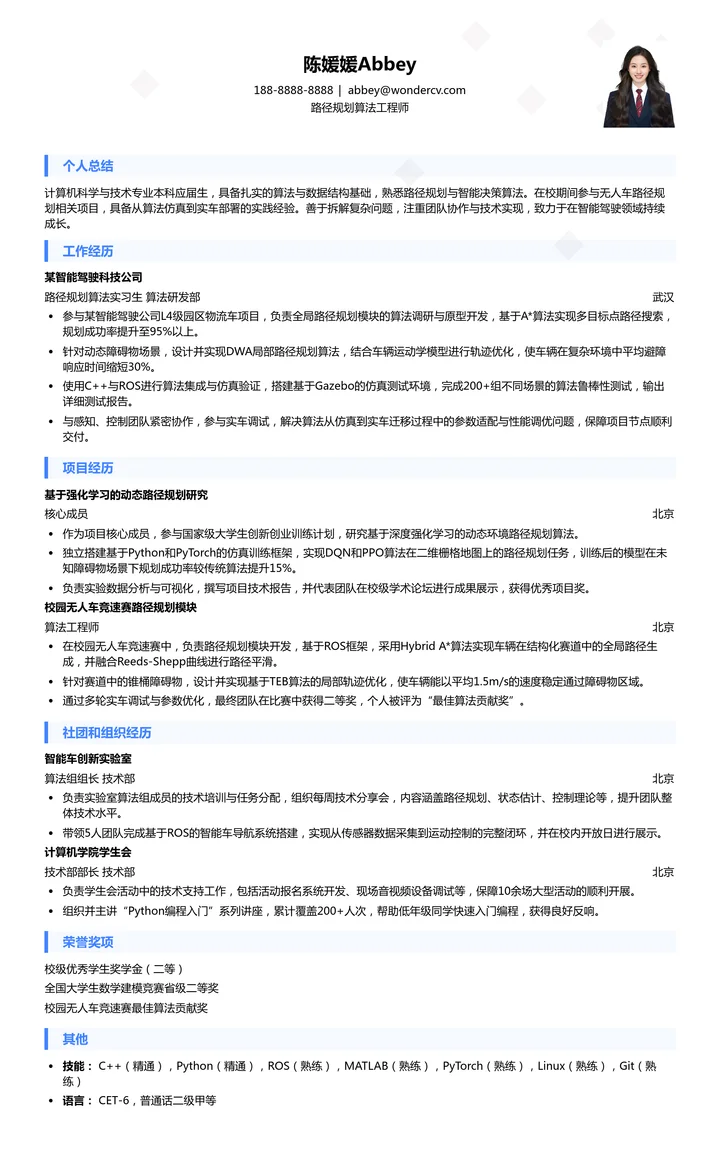 陈媛媛Abbey
188-8888-8888 | abbey@wondercv.com
路径规划算法工程师
个人总结
计算机科学与技术专业本科应届生，具备扎实的算法与数据结构基础，熟悉路径规划与智能决策算法。在校期间参与无人车路径规
划相关项目，具备从算法仿真到实车部署的实践经验。善于拆解复杂问题，注重团队协作与技术实现，致力于在智能驾驶领域持续
成长。
工作经历
某智能驾驶科技公司
路径规划算法实习生 算法研发部 武汉
• 参与某智能驾驶公司L4级园区物流车项目，负责全局路径规划模块的算法调研与原型开发，基于A*算法实现多目标点路径搜索，
规划成功率提升至95%以上。
• 针对动态障碍物场景，设计并实现DWA局部路径规划算法，结合车辆运动学模型进行轨迹优化，使车辆在复杂环境中平均避障
响应时间缩短30%。
• 使用C++与ROS进行算法集成与仿真验证，搭建基于Gazebo的仿真测试环境，完成200+组不同场景的算法鲁棒性测试，输出
详细测试报告。
• 与感知、控制团队紧密协作，参与实车调试，解决算法从仿真到实车迁移过程中的参数适配与性能调优问题，保障项目节点顺利
交付。
项目经历
基于强化学习的动态路径规划研究
核心成员 北京
• 作为项目核心成员，参与国家级大学生创新创业训练计划，研究基于深度强化学习的动态环境路径规划算法。
• 独立搭建基于Python和PyTorch的仿真训练框架，实现DQN和PPO算法在二维栅格地图上的路径规划任务，训练后的模型在未
知障碍物场景下规划成功率较传统算法提升15%。
• 负责实验数据分析与可视化，撰写项目技术报告，并代表团队在校级学术论坛进行成果展示，获得优秀项目奖。
校园无人车竞速赛路径规划模块
算法工程师 北京
• 在校园无人车竞速赛中，负责路径规划模块开发，基于ROS框架，采用Hybrid A*算法实现车辆在结构化赛道中的全局路径生
成，并融合Reeds-Shepp曲线进行路径平滑。
• 针对赛道中的锥桶障碍物，设计并实现基于TEB算法的局部轨迹优化，使车辆能以平均1.5m/s的速度稳定通过障碍物区域。
• 通过多轮实车调试与参数优化，最终团队在比赛中获得二等奖，个人被评为“最佳算法贡献奖”。
社团和组织经历
智能车创新实验室
算法组组长 技术部 北京
• 负责实验室算法组成员的技术培训与任务分配，组织每周技术分享会，内容涵盖路径规划、状态估计、控制理论等，提升团队整
体技术水平。
• 带领5人团队完成基于ROS的智能车导航系统搭建，实现从传感器数据采集到运动控制的完整闭环，并在校内开放日进行展示。
计算机学院学生会
技术部部长 技术部 北京
• 负责学生会活动中的技术支持工作，包括活动报名系统开发、现场音视频设备调试等，保障10余场大型活动的顺利开展。
• 组织并主讲“Python编程入门”系列讲座，累计覆盖200+人次，帮助低年级同学快速入门编程，获得良好反响。
荣誉奖项
校级优秀学生奖学金（二等）
全国大学生数学建模竞赛省级二等奖
校园无人车竞速赛最佳算法贡献奖
其他
• 技能： C++（精通），Python（精通），ROS（熟练），MATLAB（熟练），PyTorch（熟练），Linux（熟练），Git（熟
练）
• 语言： CET-6，普通话二级甲等